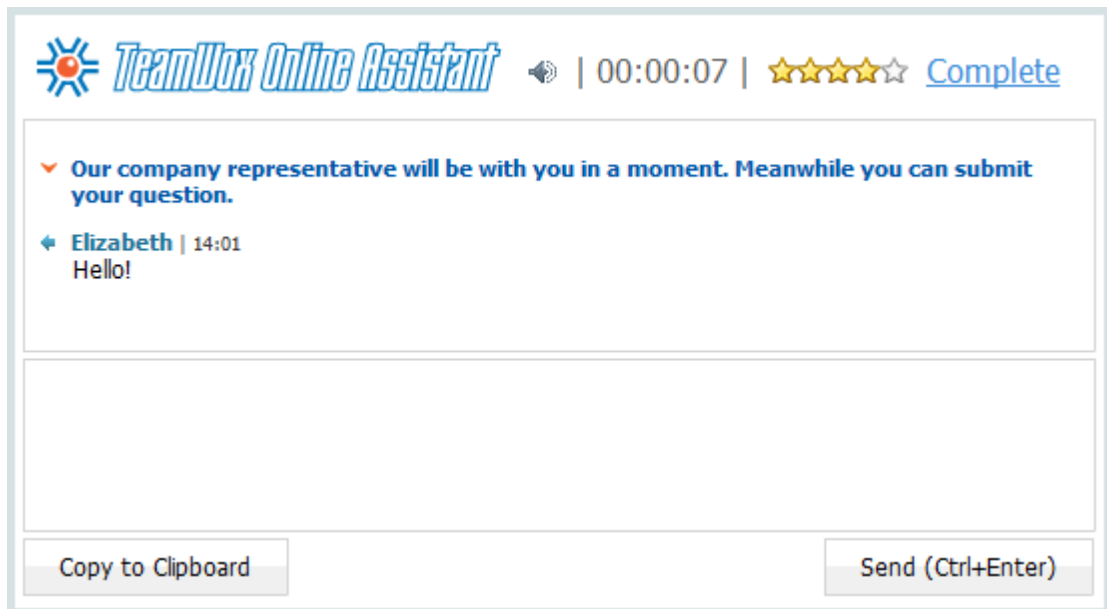 TeamWox Online Assistant | 00:00:07 | Complete
Our company representative will be with you in a moment. Meanwhile you can submit
your question.
Elizabeth | 14:01
Hello!
Copy to Clipboard
Send (Ctrl+Enter)